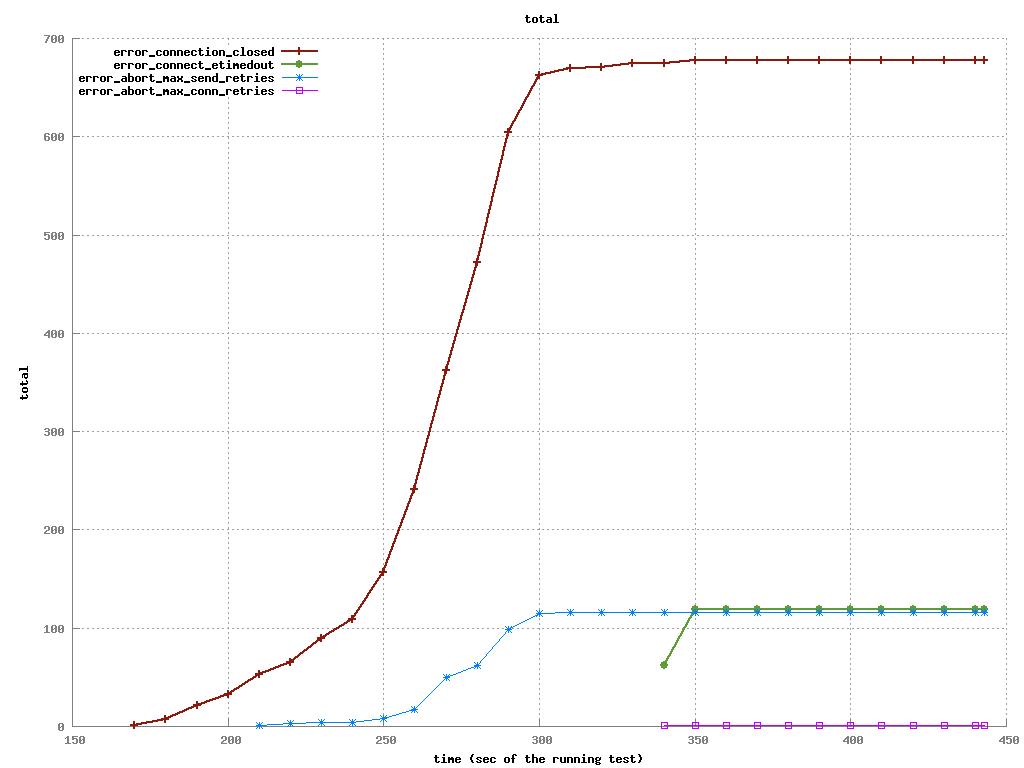 total
error_connection_closed
error_connect_etimedout
error_abort_max_send_retries
error_abort_max_conn_retries
700
600
500
400
300
200
100
0
total
150 200 250 300 350 400 450
time (sec of the running test)